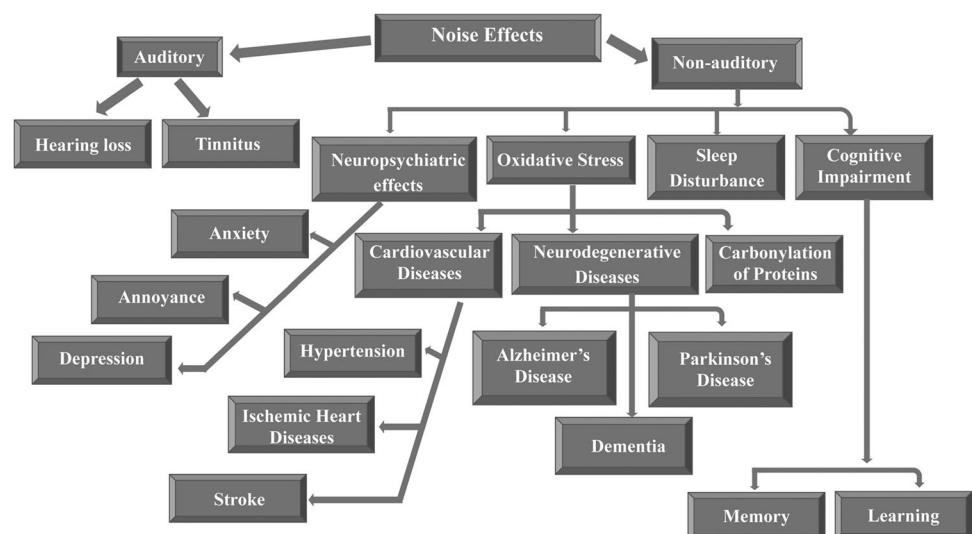 Noise Effects
Auditory
Non-auditory
Hearing loss
Tinnitus
Neuropsychiatric
effects
Oxidative Stress
Sleep
Disturbance
Cognitive
Impairment
Anxiety
Annoyance
Depression
Cardiovascular
Diseases
Neurodegenerative
Diseases
Carbonylation
of Proteins
Hypertension
Ischemic Heart
Diseases
Stroke
Alzheimer's
Disease
Parkinson's
Disease
Dementia
Memory
Learning